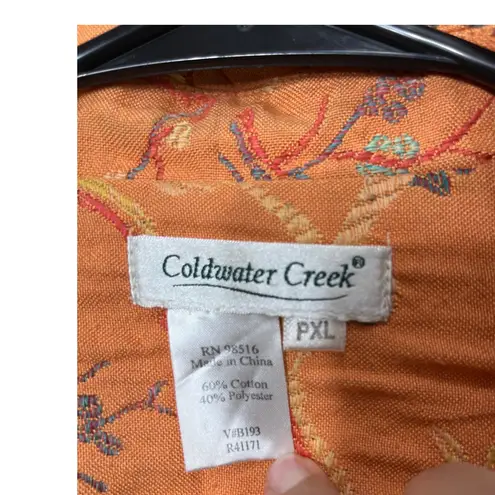 Coldwater Creek®
PXL
RN 98516
Made in China
60% Cotton
40% Polyester
V#B193
R41171